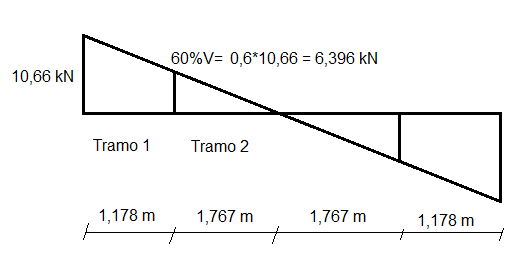 60%V= 0,6*10,66 = 6,396 kN
10,66 kN
Tramo 1 Tramo 2
1,178 m 1,767 m 1,767 m 1,178 m